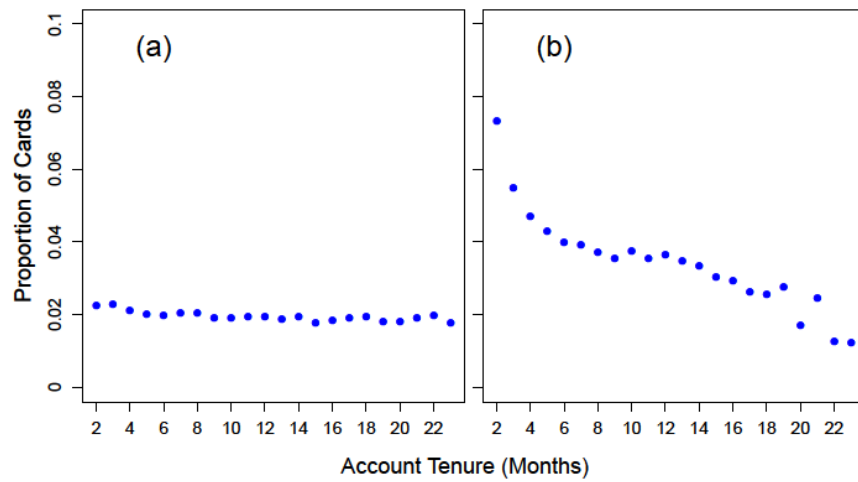 (a)
(b)
Proportion of Cards
0.1
0.08
0.06
0.04
0.02
0
2 4 6 8 10 12 14 16 18 20 22
2 4 6 8 10 12 14 16 18 20 22
Account Tenure (Months)